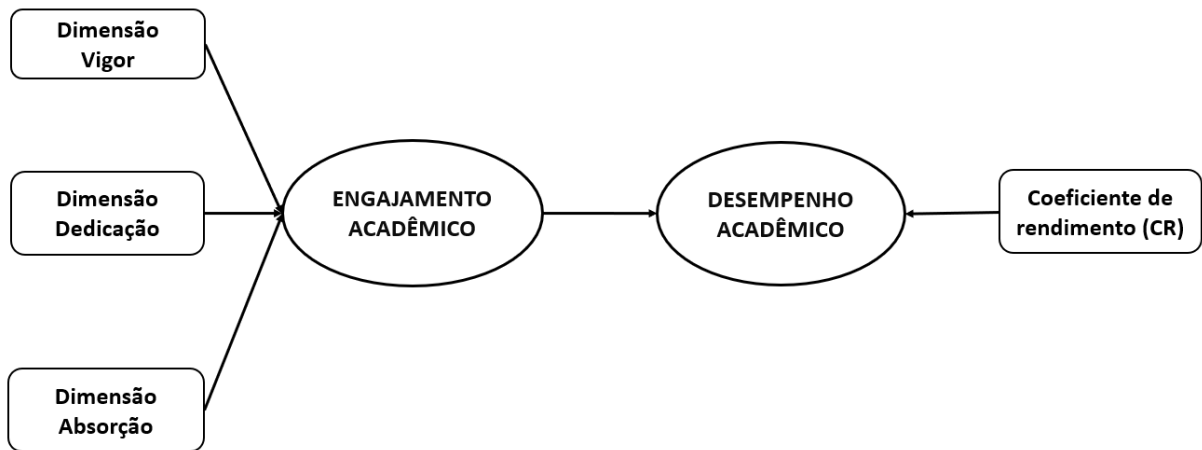 Dimensão
Vigor
Dimensão
Dedicação
ENGAJAMENTO
ACADÊMICO
DESEMPENHO
ACADÊMICO
Coeficiente de
rendimento (CR)
Dimensão
Absorção